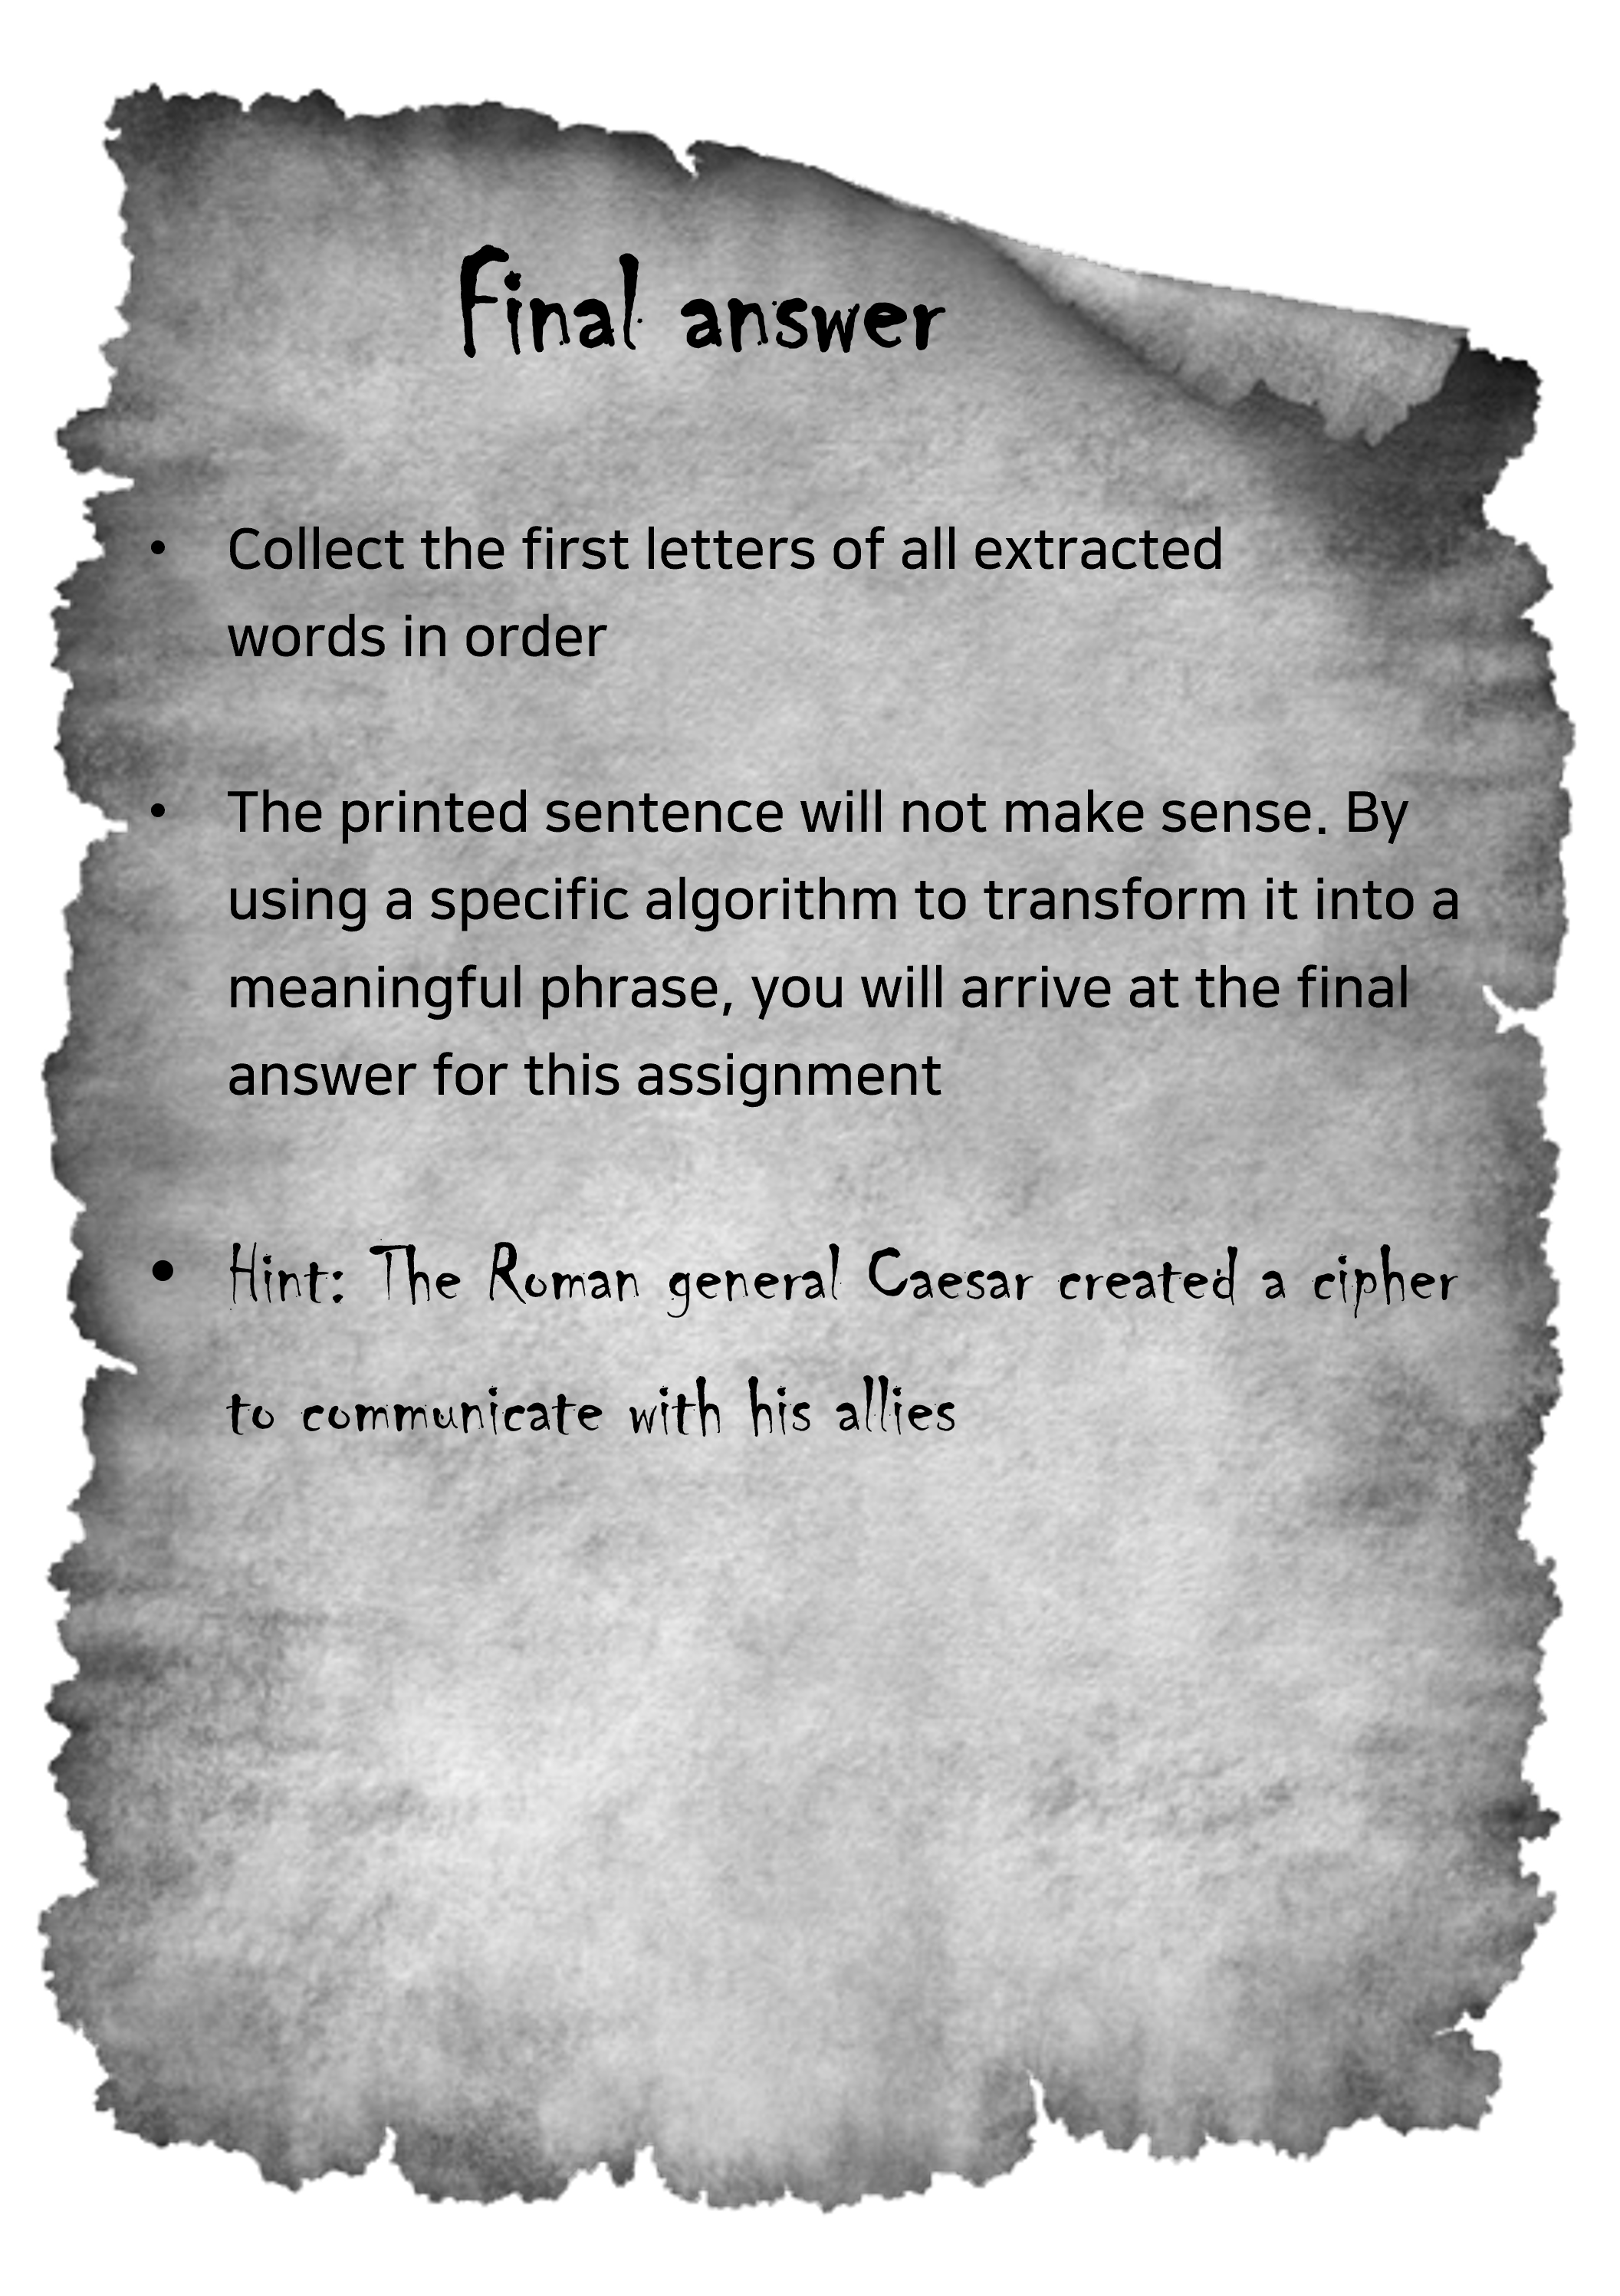 Final answer
• Collect the first letters of all extracted
words in order
• The printed sentence will not make sense. By
using a specific algorithm to transform it into a
meaningful phrase, you will arrive at the final
answer for this assignment
• Hint: The Roman general Caesar created a cipher
to communicate with his allies